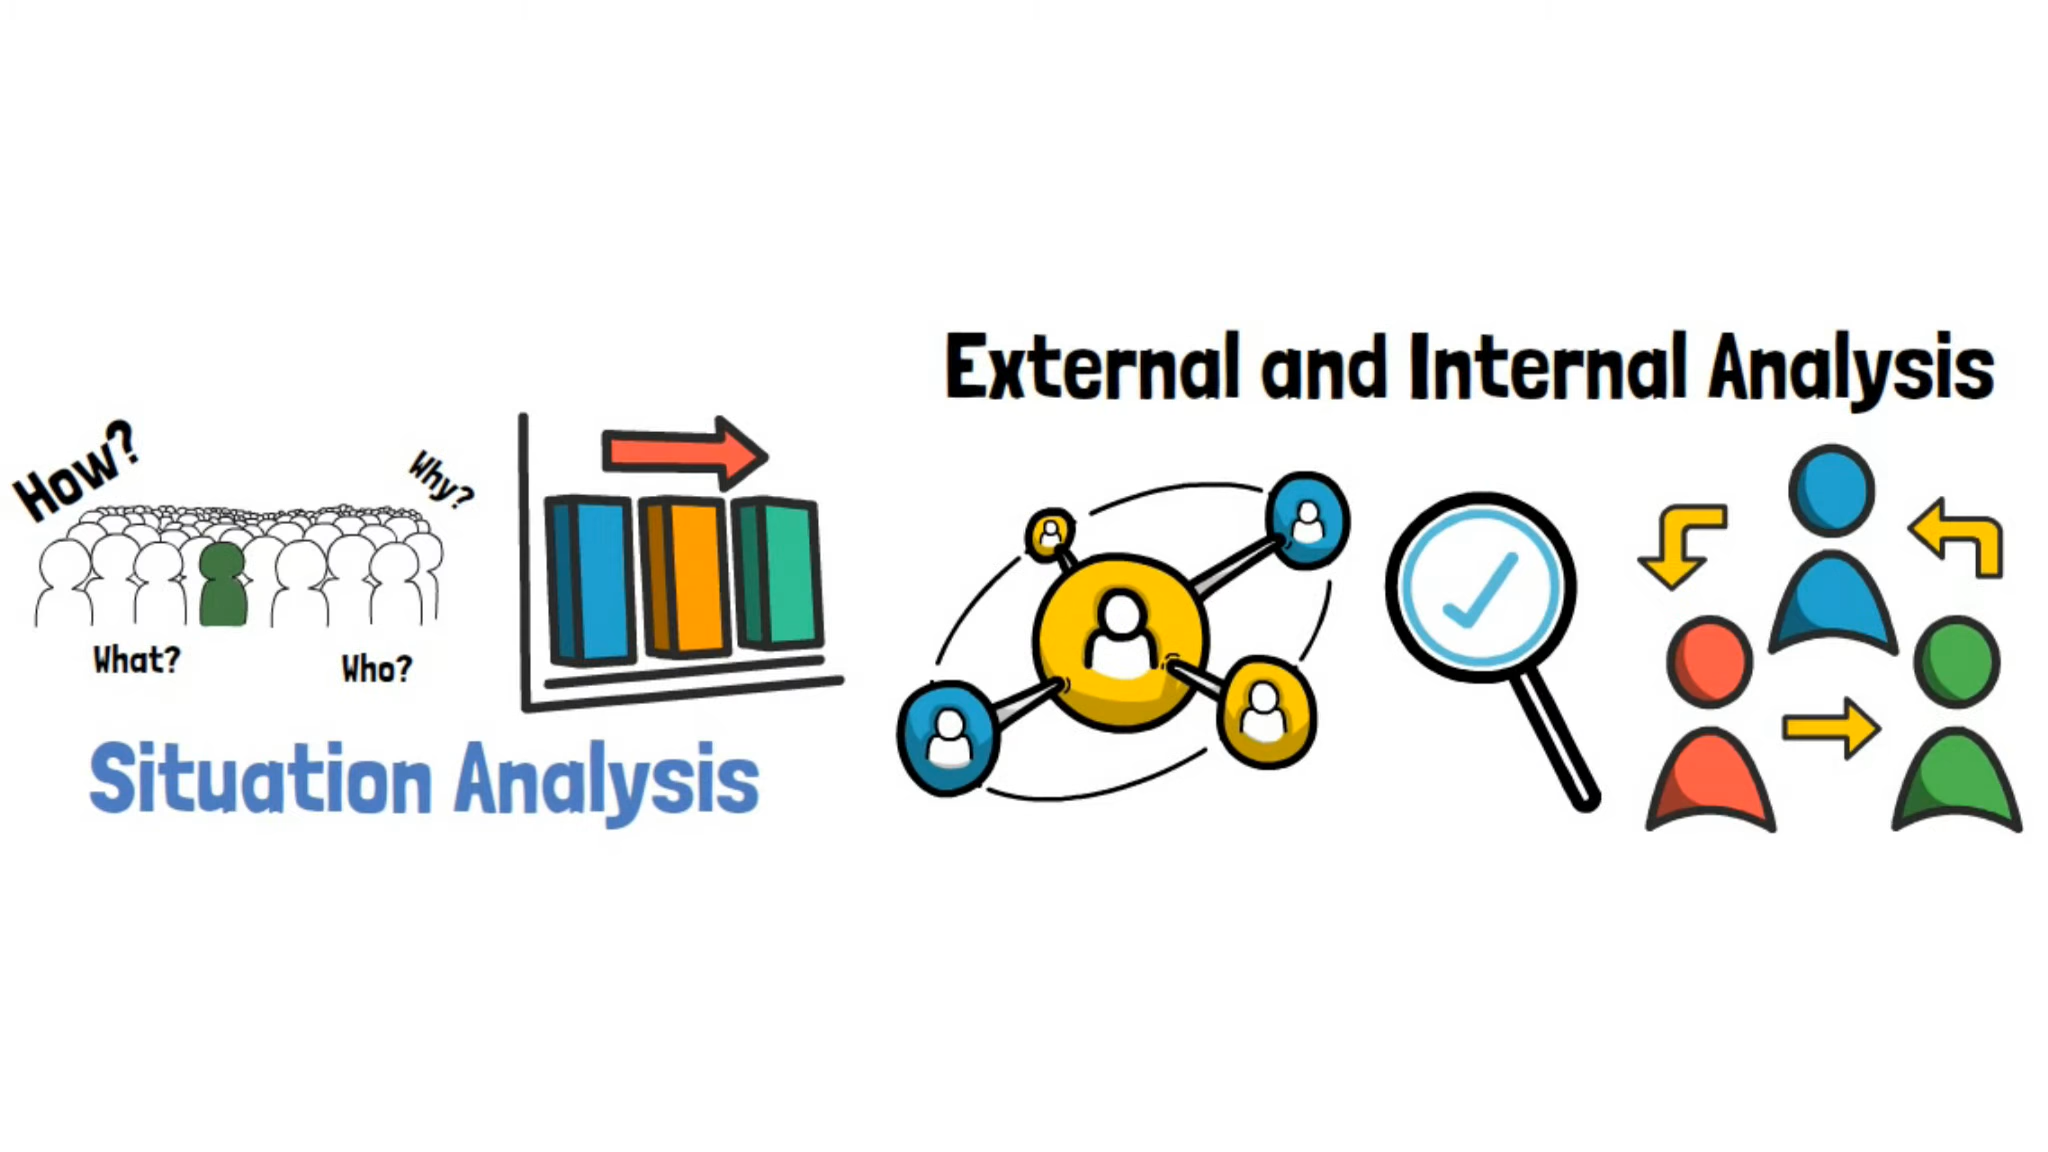 External and Internal Analysis
How?
Why?
What?
Who?
Situation Analysis